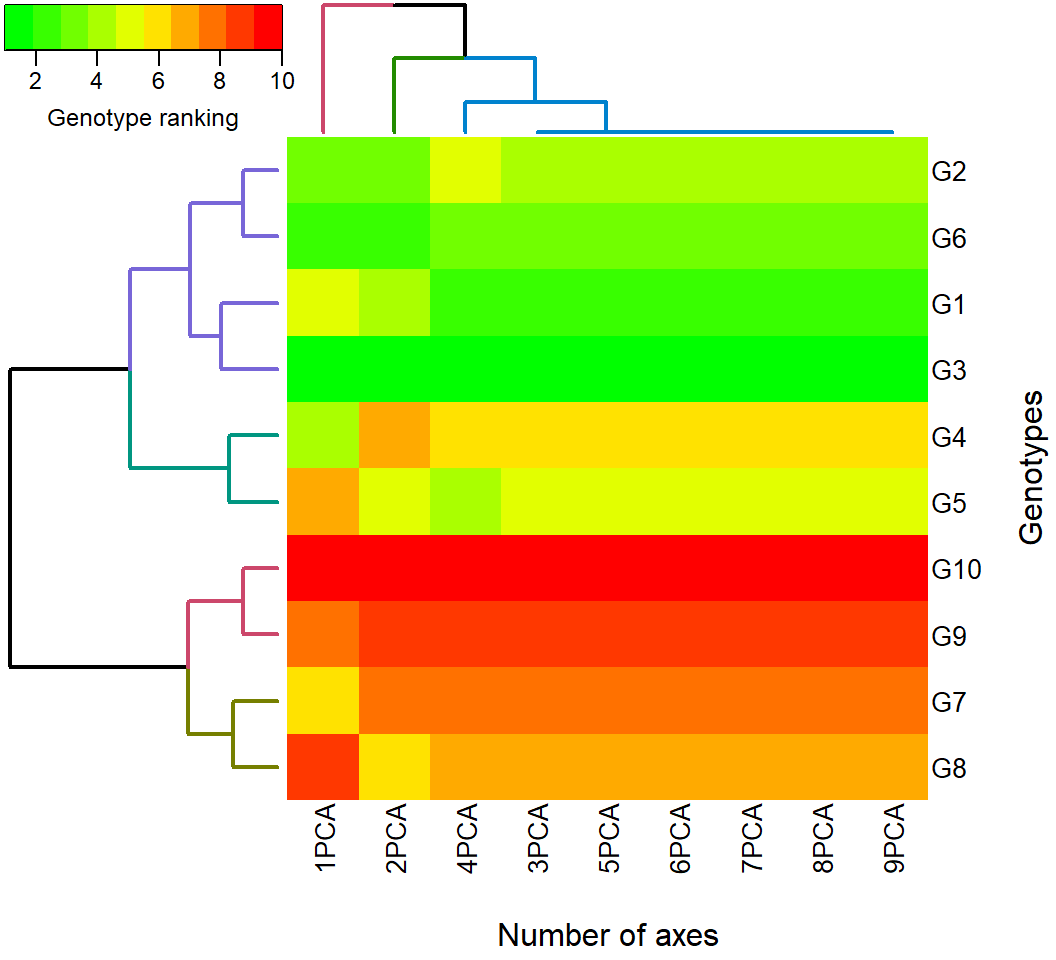 2 4 6 8 10
Genotype ranking
G2
G6
G1
G3
G4
G5
G10
G9
G7
G8
Genotypes
1PCA 2PCA 4PCA 3PCA 5PCA 6PCA 7PCA 8PCA 9PCA
Number of axes